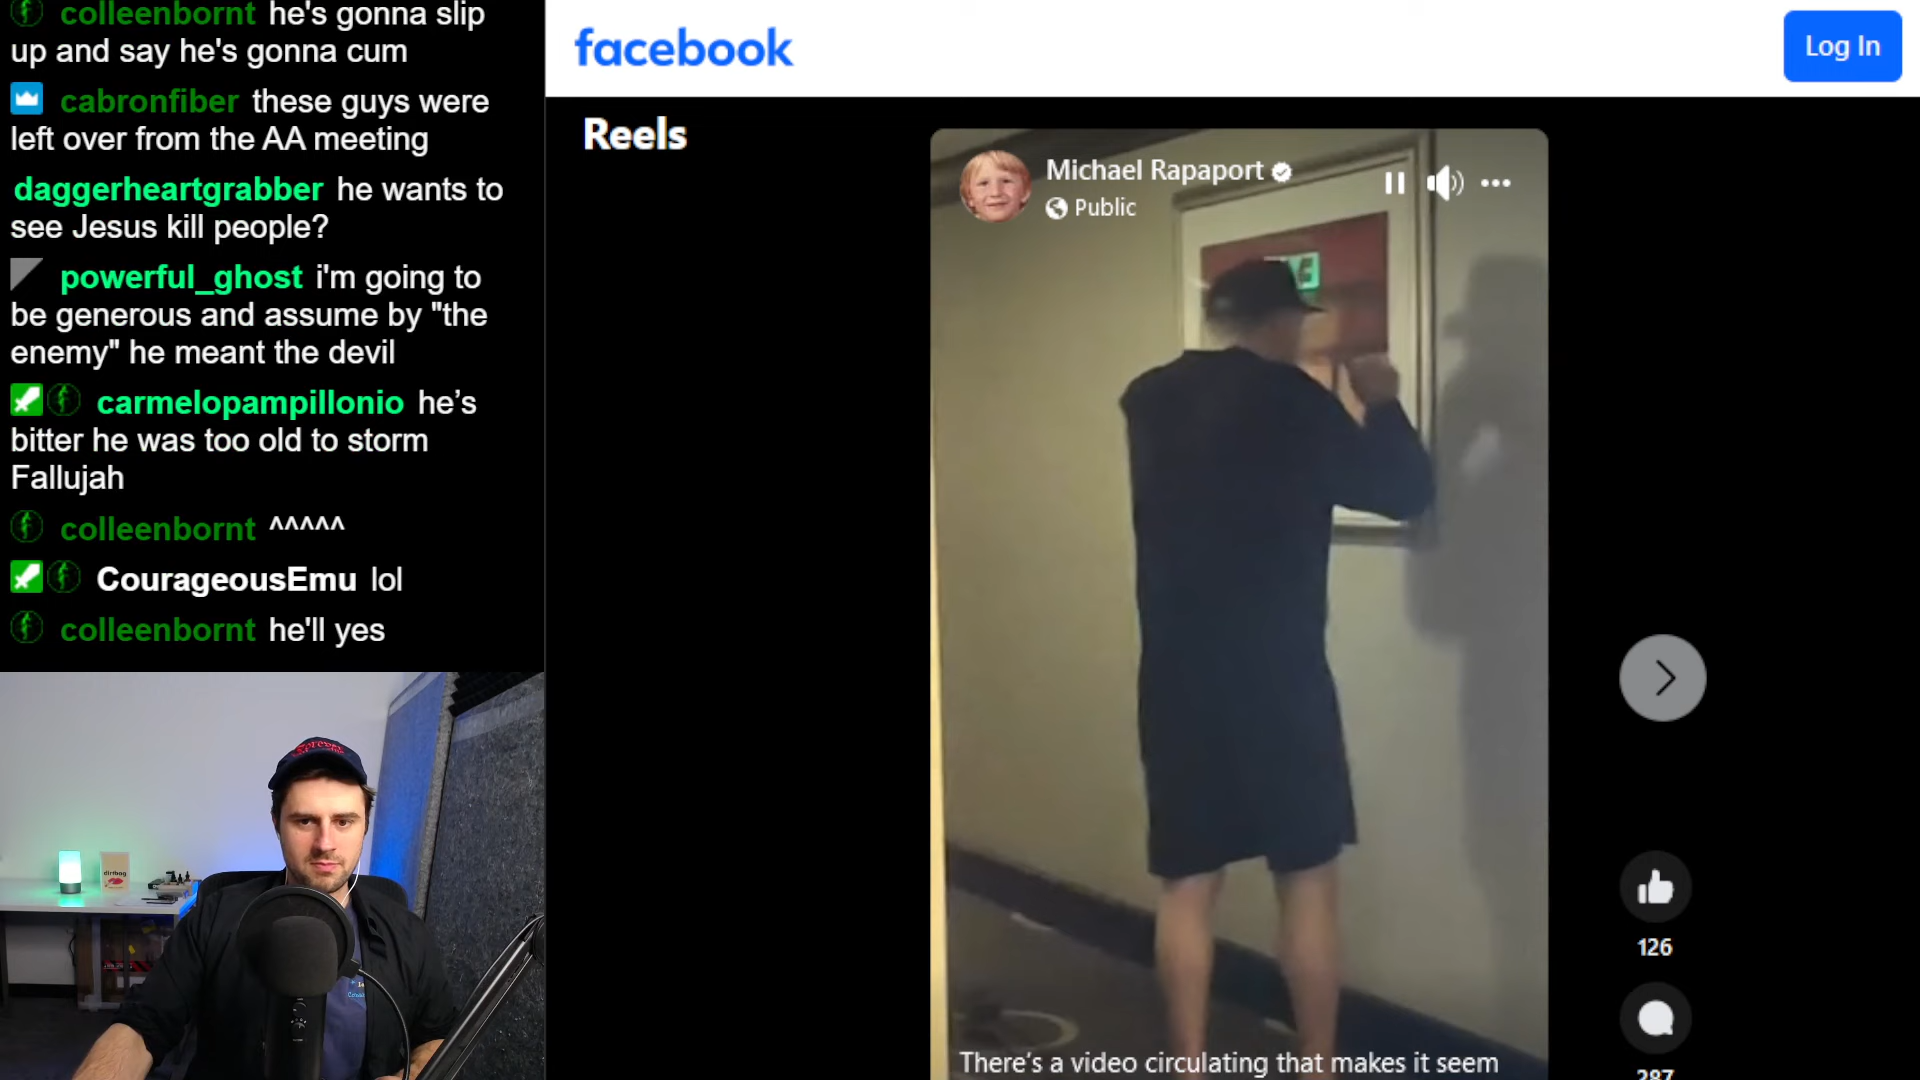 colleenbornt he's gonna slip
up and say he's gonna cum
cabronfiber these guys were
left over from the AA meeting
daggerheartgrabber he wants to
see Jesus kill people?
powerful_ghost i'm going to
be generous and assume by "the
enemy" he meant the devil
carmelopampillonio he's
bitter he was too old to storm
Fallujah
colleenbornt ^^^^^
CourageousEmu lol
colleenbornt he'll yes
facebook
Log In
Reels
Michael Rapaport
Public
There's a video circulating that makes it seem
126
287
dirtbag